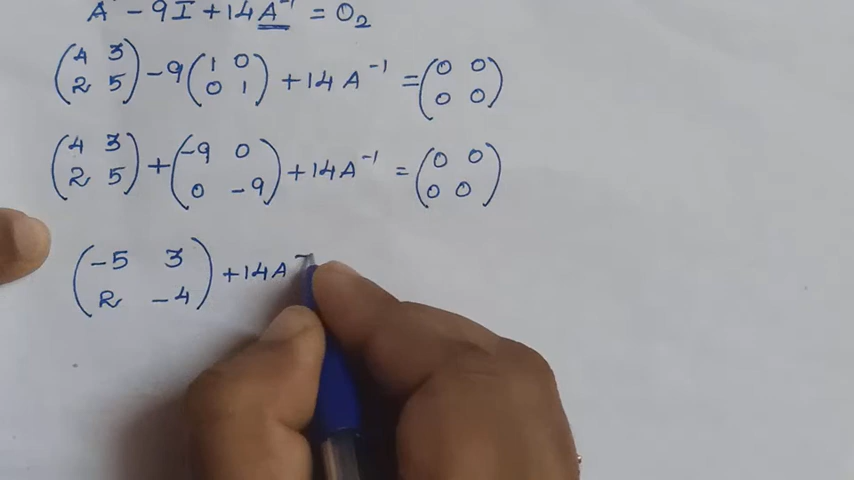 A - 9I + 14A⁻¹ = O₂
(4 3 2 5) - 9 (1 0 0 1) + 14A⁻¹ = (0 0 0 0)
(4 3 2 5) + (-9 0 0 -9) + 14A⁻¹ = (0 0 0 0)
(-5 3 2 -4) + 14A⁻